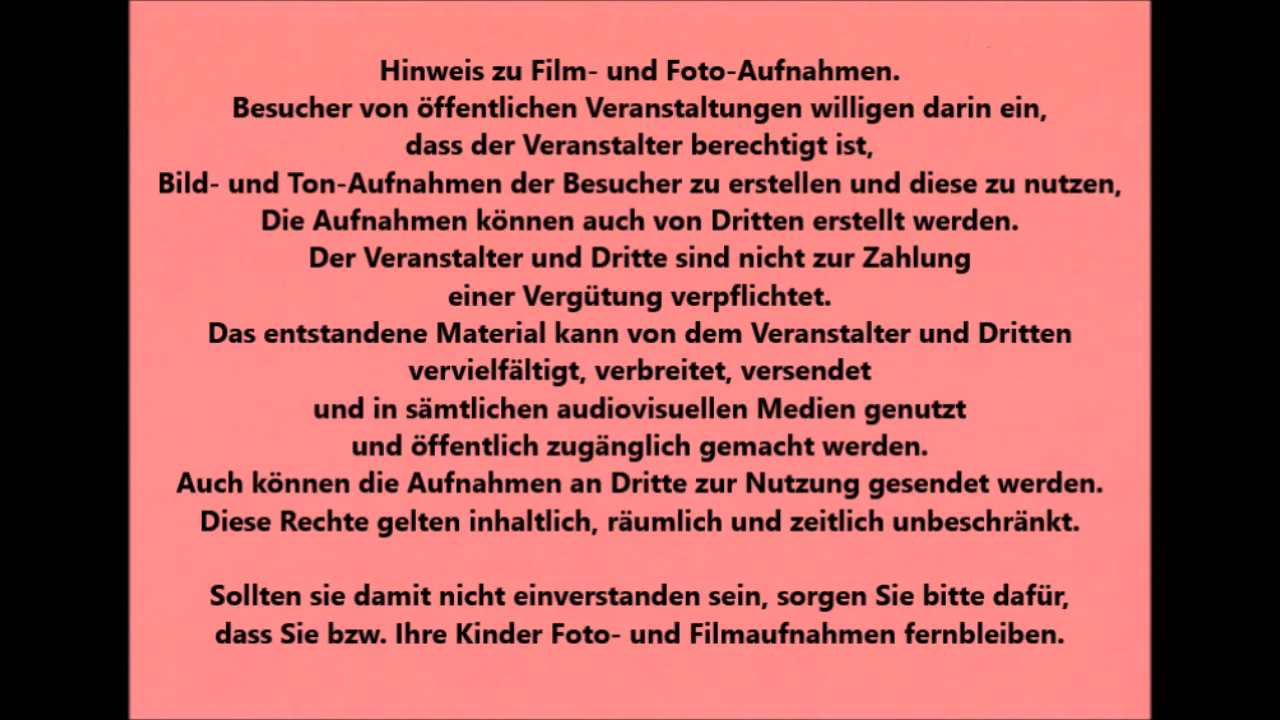 Hinweis zu Film- und Foto-Aufnahmen.
Besucher von öffentlichen Veranstaltungen willigen darin ein,
dass der Veranstalter berechtigt ist,
Bild- und Ton-Aufnahmen der Besucher zu erstellen und diese zu nutzen,
Die Aufnahmen können auch von Dritten erstellt werden.
Der Veranstalter und Dritte sind nicht zur Zahlung
einer Vergütung verpflichtet.
Das entstandene Material kann von dem Veranstalter und Dritten
vervielfältigt, verbreitet, versendet
und in sämtlichen audiovisuellen Medien genutzt
und öffentlich zugänglich gemacht werden.
Auch können die Aufnahmen an Dritte zur Nutzung gesendet werden.
Diese Rechte gelten inhaltlich, räumlich und zeitlich unbeschränkt.
Sollten sie damit nicht einverstanden sein, sorgen Sie bitte dafür,
dass Sie bzw. Ihre Kinder Foto- und Filmaufnahmen fernbleiben.